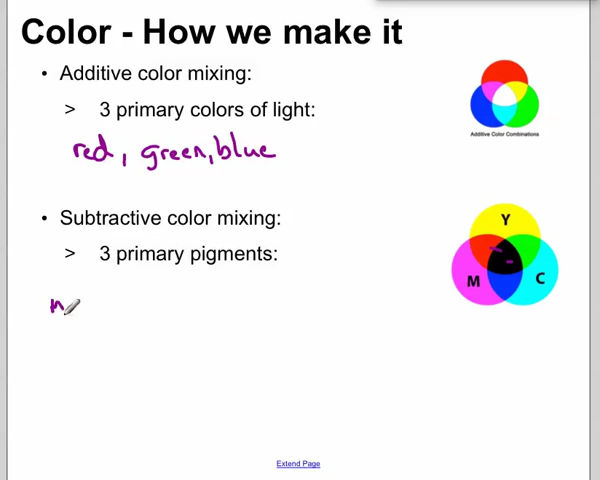 Color - How we make it
• Additive color mixing:
> 3 primary colors of light:
red, green, blue
Additive Color Combinations
• Subtractive color mixing:
> 3 primary pigments:
Y
M
C
m
Extend Page